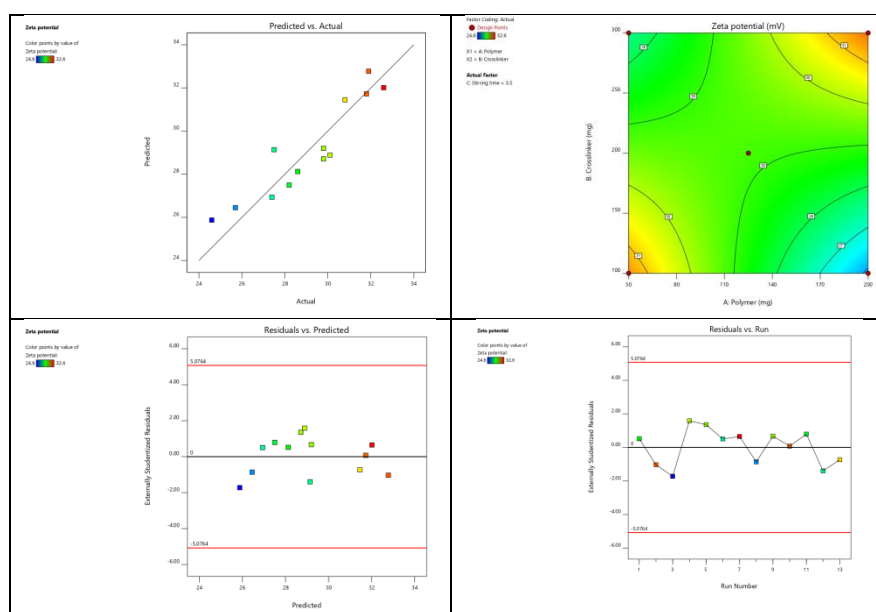 Predicted vs. Actual
Zeta potential
Color points by value of
Zeta potential:
24.6 32.6
34
32
30
28
26
24
Predicted
24 26 28 30 32 34
Actual
Zeta potential (mV)
Factor Coding: Actual
Design Points
24.6 32.6
X1 = A: Polymer
X2 = B: Crosslinker
Actual Factor
C: Stirring time = 3.5
300
250
200
150
100
B: Crosslinker (mg)
50 80 110 140 170 200
A: Polymer (mg)
Residuals vs. Predicted
Zeta potential
Color points by value of
Zeta potential:
24.6 32.6
6.00
5.0764
4.00
2.00
0.00
0
-2.00
-4.00
-5.0764
-6.00
Externally Studentized Residuals
24 26 28 30 32 34
Predicted
Residuals vs. Run
Zeta potential
Color points by value of
Zeta potential:
24.6 32.6
6.00
5.0764
4.00
2.00
0.00
0
-2.00
-4.00
-5.0764
-6.00
Externally Studentized Residuals
1 3 5 7 9 11 13
Run Number